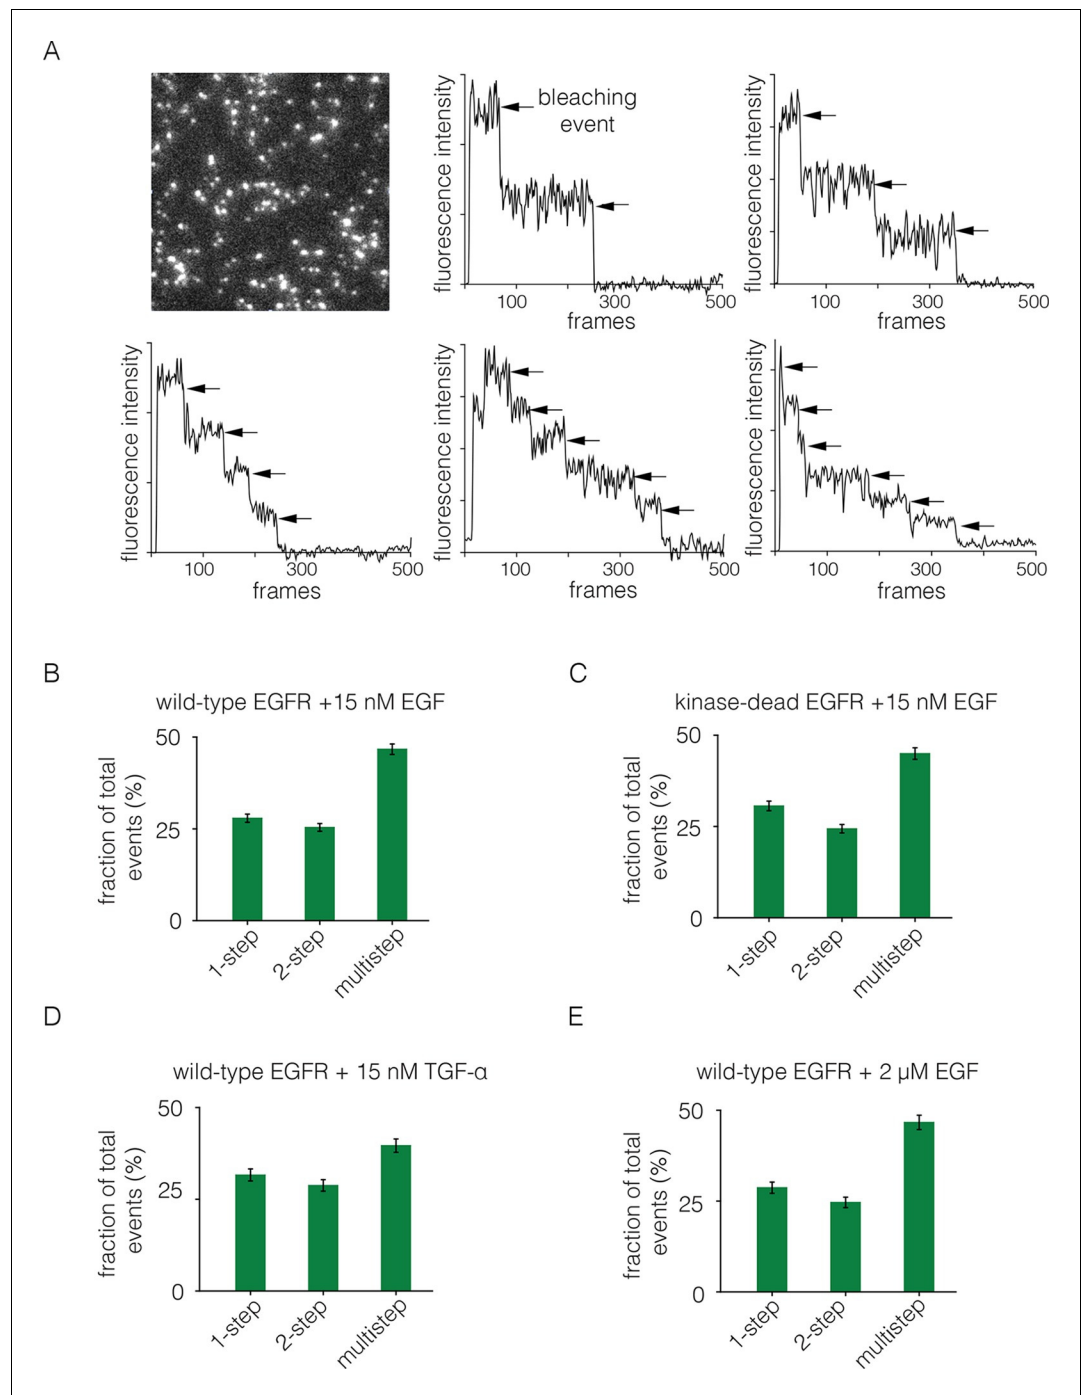 A
fluorescence intensity
bleaching
event
100
300
500
frames
fluorescence intensity
100
300
500
frames
fluorescence intensity
100
300
500
frames
fluorescence intensity
100
300
500
frames
fluorescence intensity
100
300
500
frames
B
wild-type EGFR +15 nM EGF
fraction of total
events (%)
50
25
0
1-step
2-step
multistep
C
kinase-dead EGFR +15 nM EGF
fraction of total
events (%)
50
25
0
1-step
2-step
multistep
D
wild-type EGFR + 15 nM TGF-α
fraction of total
events (%)
50
25
0
1-step
2-step
multistep
E
wild-type EGFR + 2 µM EGF
fraction of total
events (%)
50
25
0
1-step
2-step
multistep